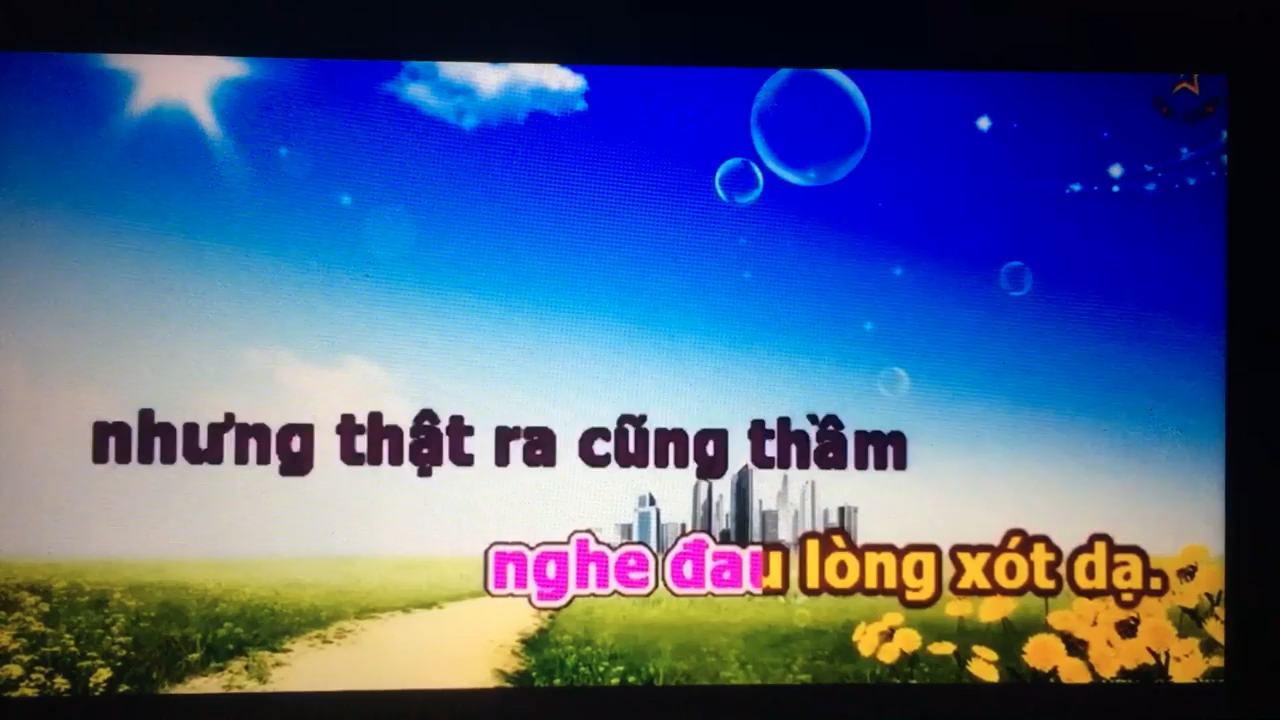 nhưng thật ra cũng thầm
nghe đau lòng xót dạ.